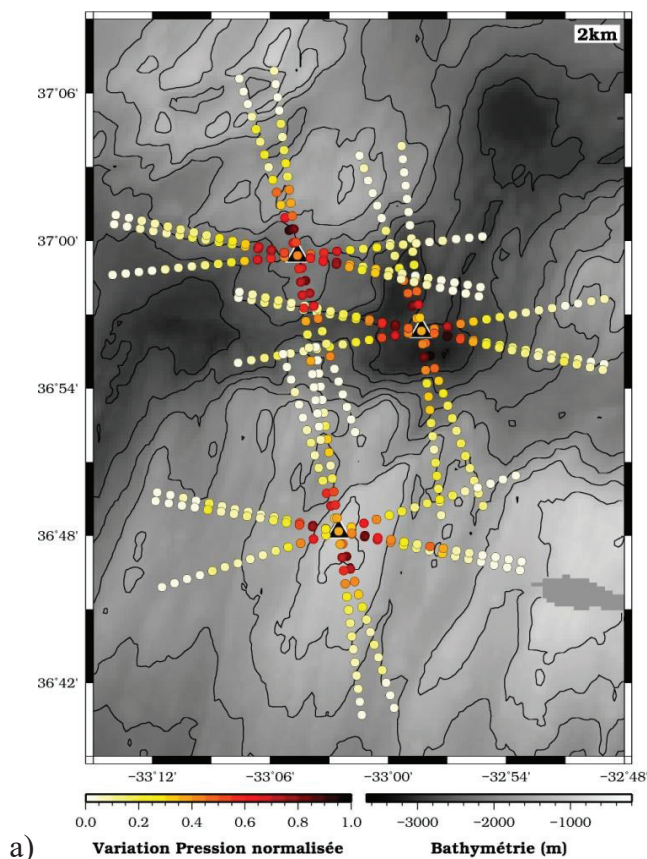 2km
37°06'
37°00'
36°54'
36°48'
36°42'
−33°12' −33°06' −33°00' −32°54' −32°48'
0.0 0.2 0.4 0.6 0.8 1.0 −3000 −2000 −1000
a) Variation Pression normalisée Bathymétrie (m)